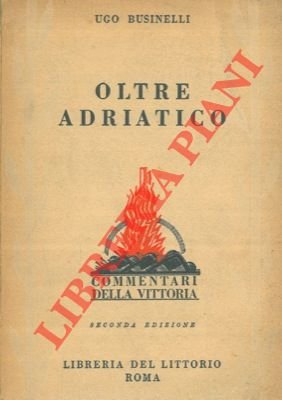 UGO BUSINELLI
OLTRE
ADRIATICO
LIBRERIA PIANI
COMMENTARI
DELLA VITTORIA
SECONDA EDIZIONE
LIBRERIA DEL LITTORIO
ROMA